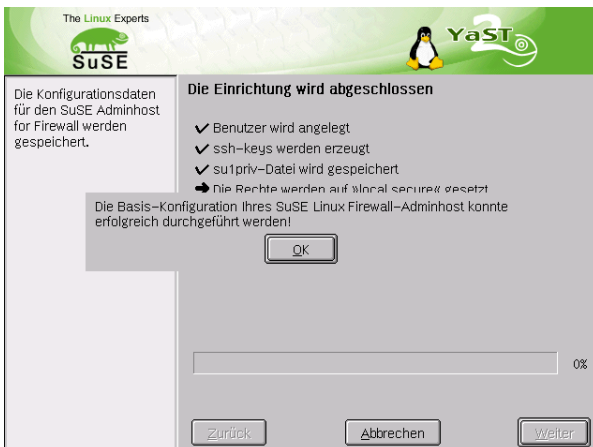 The Linux Experts
SuSE
YaST
2
Die Konfigurationsdaten
für den SuSE Adminhost
for Firewall werden
gespeichert.
Die Einrichtung wird abgeschlossen
Benutzer wird angelegt
ssh-keys werden erzeugt
su1priv-Datei wird gespeichert
Die Rechte werden auf »local secure« gesetzt
Die Basis-Konfiguration Ihres SuSE Linux Firewall-Adminhost konnte
erfolgreich durchgeführt werden!
OK
0%
Zurück
Abbrechen
Weiter